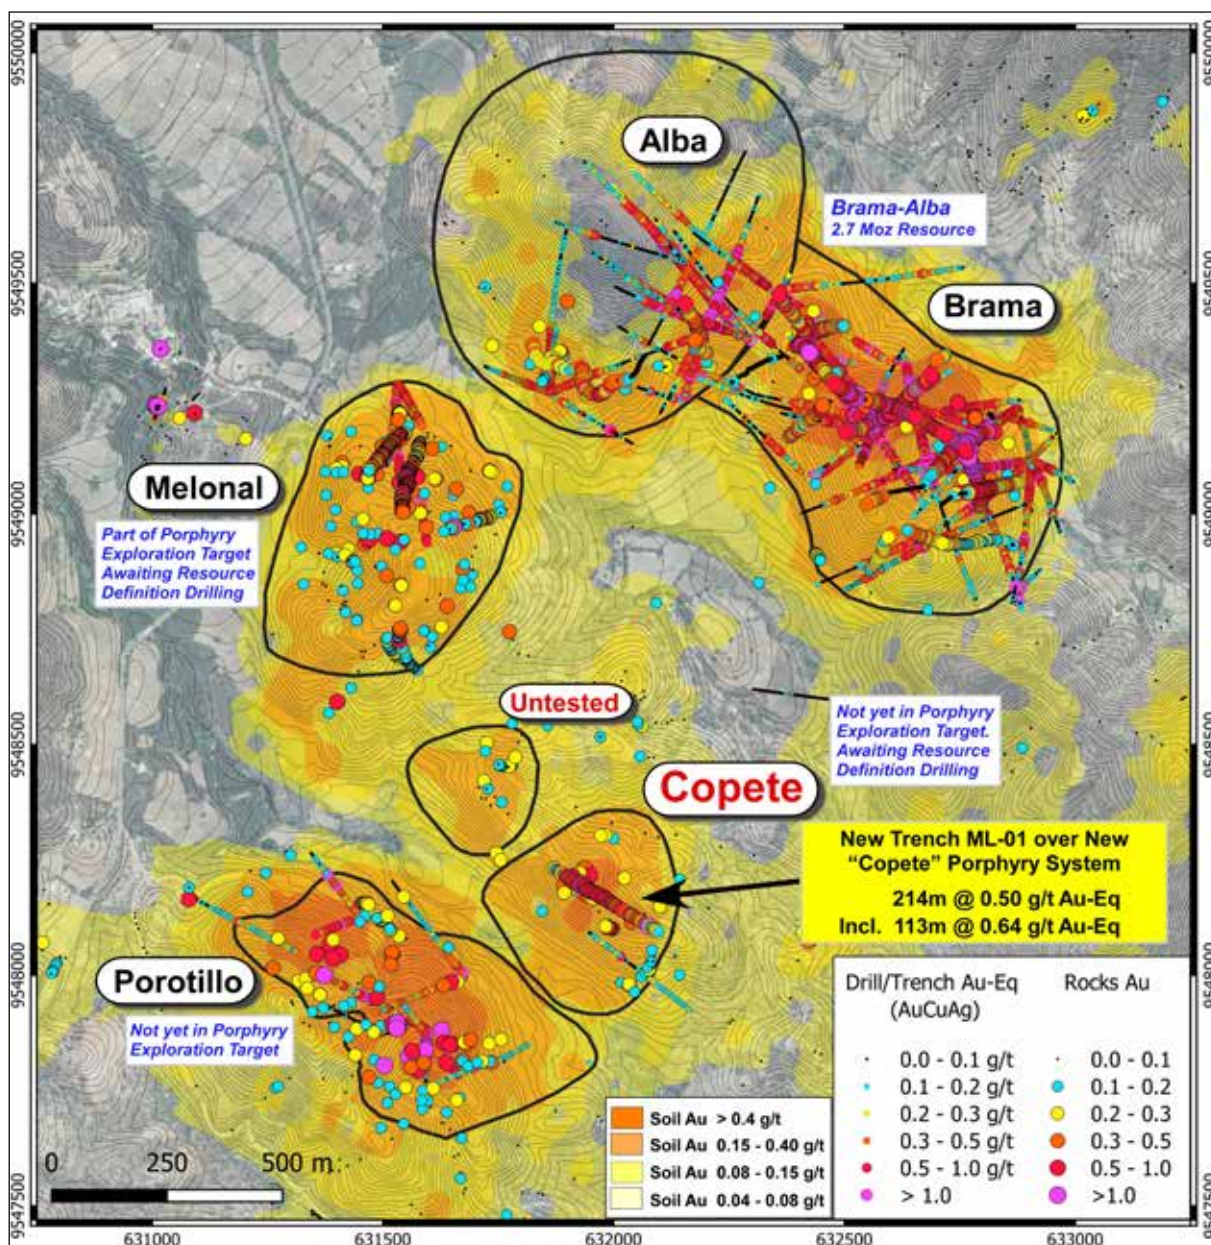 Alba
Brama-Alba
2.7 Moz Resource
Brama
Melonal
Part of Porphyry
Exploration Target
Awaiting Resource
Definition Drilling
Untested
Not yet in Porphyry
Exploration Target.
Awaiting Resource
Definition Drilling
Copete
New Trench ML-01 over New
“Copete” Porphyry System
214m @ 0.50 g/t Au-Eq
Incl. 113m @ 0.64 g/t Au-Eq
Porotillo
Not yet in Porphyry
Exploration Target
Drill/Trench Au-Eq
(AuCuAg)
0.0 - 0.1 g/t
0.1 - 0.2 g/t
0.2 - 0.3 g/t
0.3 - 0.5 g/t
0.5 - 1.0 g/t
> 1.0
Rocks Au
0.0 - 0.1
0.1 - 0.2
0.2 - 0.3
0.3 - 0.5
0.5 - 1.0
>1.0
Soil Au > 0.4 g/t
Soil Au 0.15 - 0.40 g/t
Soil Au 0.08 - 0.15 g/t
Soil Au 0.04 - 0.08 g/t
0 250 500 m
9550000
9549500
9549000
9548500
9548000
9547500
9550000
9549500
9549000
9548500
9548000
9547500
631000 631500 632000 632500 633000